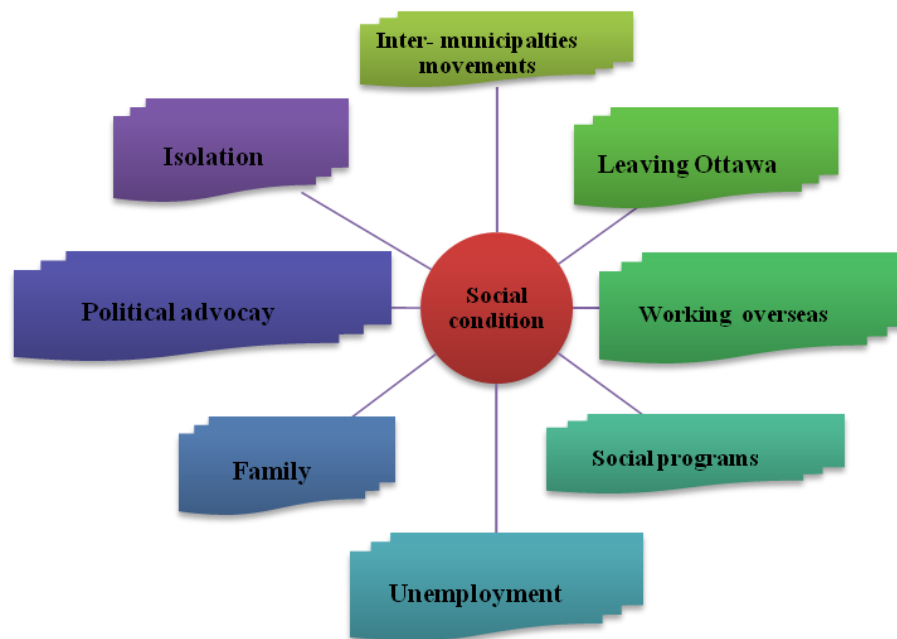 Inter- municipalties
movements
Isolation
Leaving Ottawa
Political advocay
Social
condition
Working overseas
Family
Social programs
Unemployment